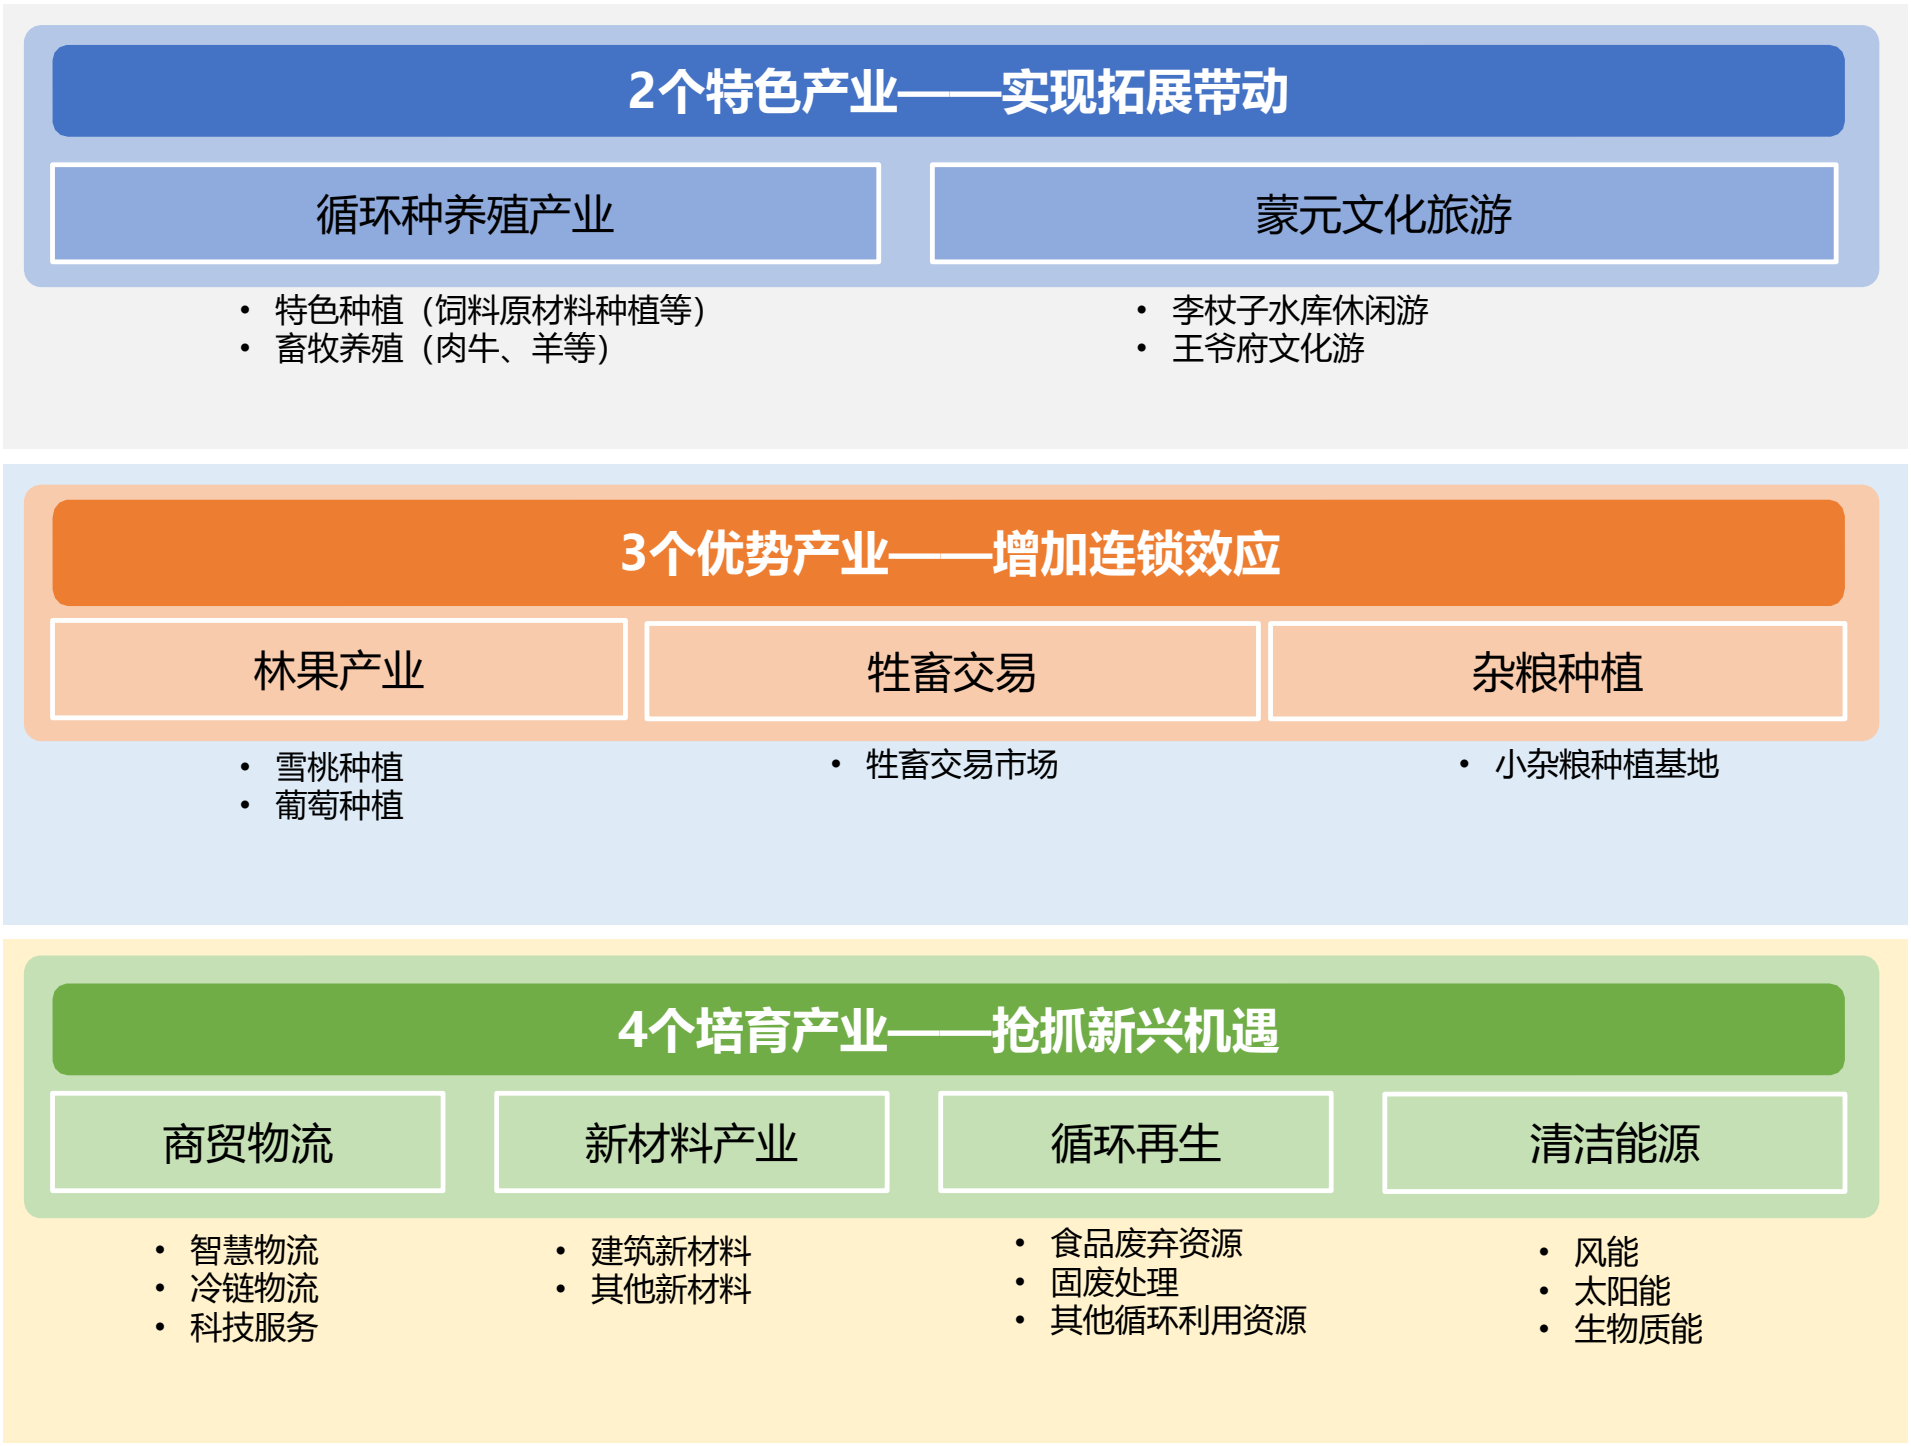 2个特色产业——实现拓展带动
循环种养殖产业
蒙元文化旅游
• 特色种植（饲料原材料种植等）
• 畜牧养殖（肉牛、羊等）
• 李杖子水库休闲游
• 王爷府文化游
3个优势产业——增加连锁效应
林果产业
牲畜交易
杂粮种植
• 雪桃种植
• 葡萄种植
• 牲畜交易市场
• 小杂粮种植基地
4个培育产业——抢抓新兴机遇
商贸物流
新材料产业
循环再生
清洁能源
• 智慧物流
• 冷链物流
• 科技服务
• 建筑新材料
• 其他新材料
• 食品废弃资源
• 固废处理
• 其他循环利用资源
• 风能
• 太阳能
• 生物质能